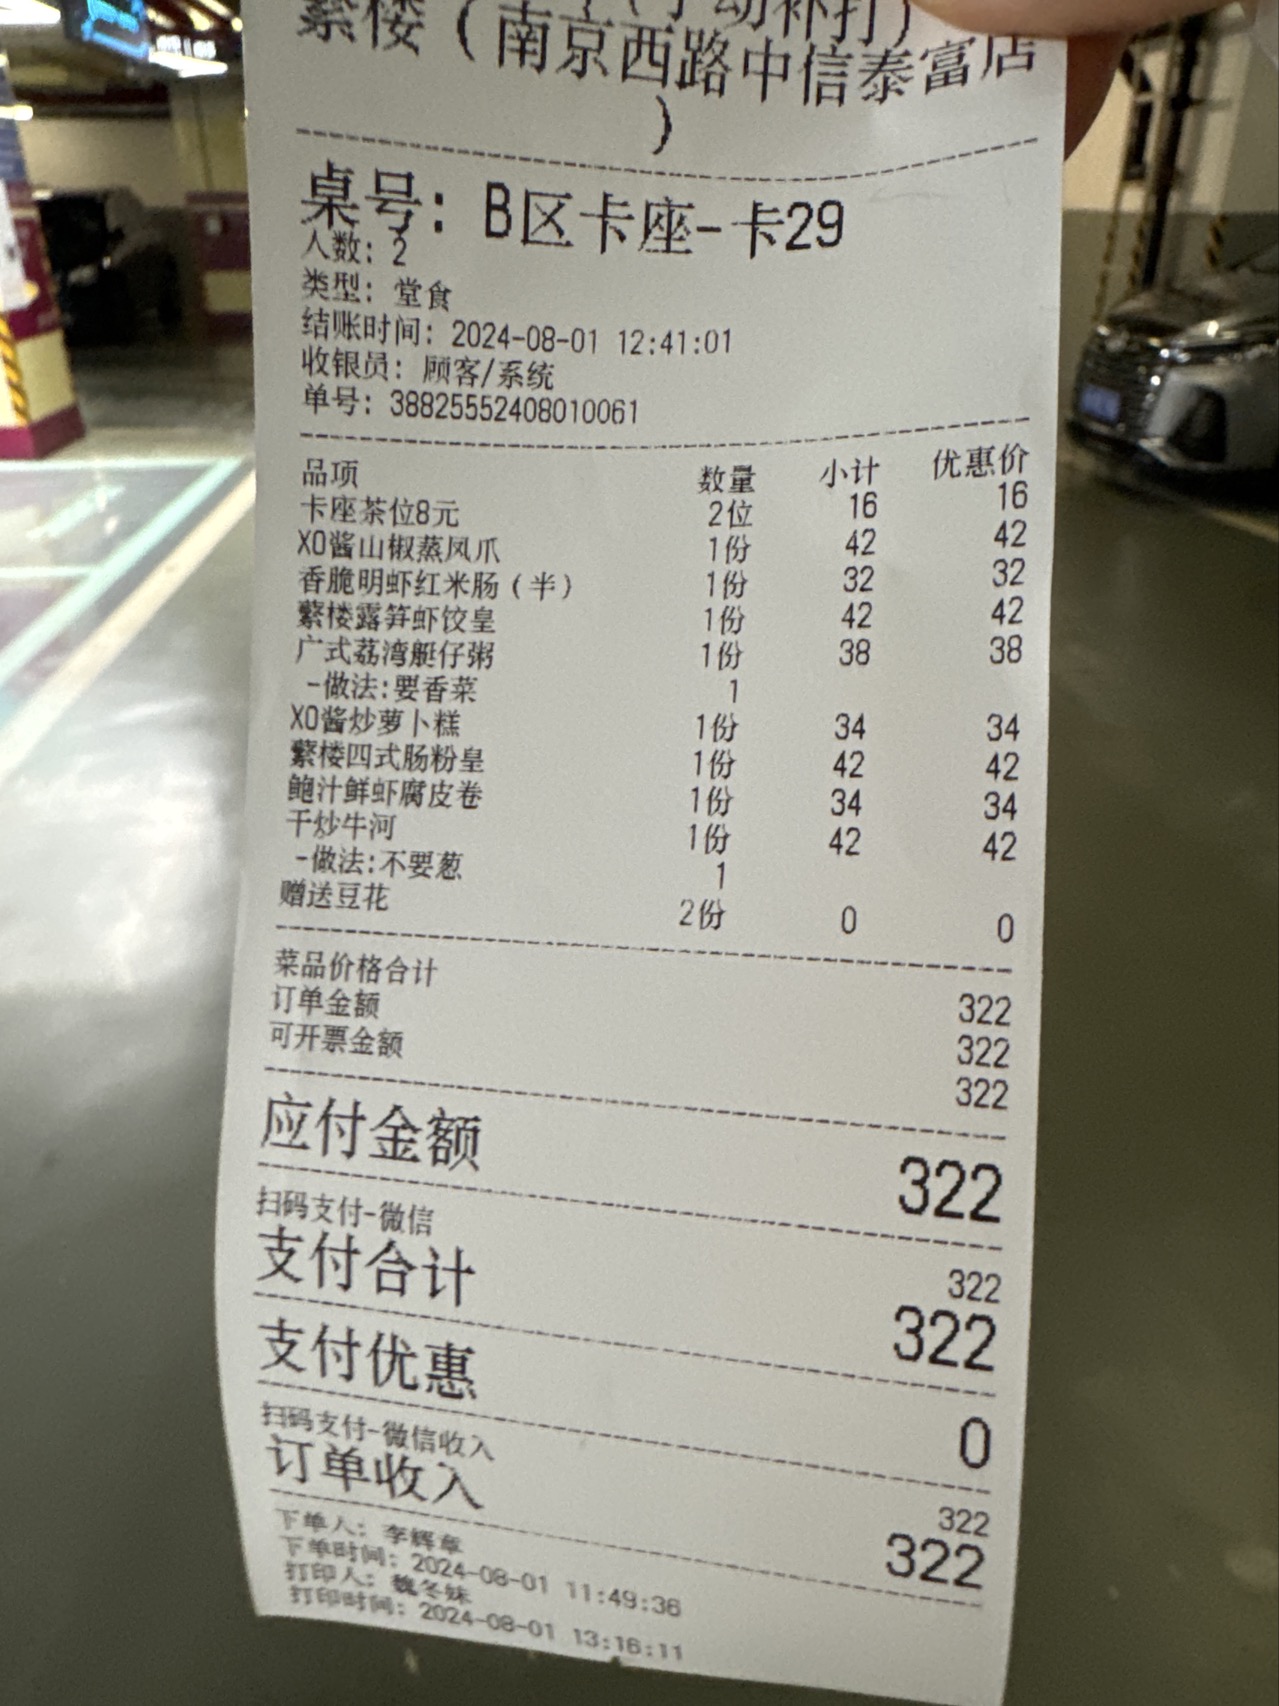 (手动补打)
紫楼(南京西路中信泰富店
)
桌号: B区卡座-卡29
人数: 2
类型: 堂食
结账时间: 2024-08-01 12:41:01
收银员: 顾客/系统
单号: 38825552408010061
品项 数量 小计 优惠价
卡座茶位8元 2位 16 16
XO酱山椒蒸凤爪 1份 42 42
香脆明虾红米肠(半) 1份 32 32
紫楼露笋虾饺皇 1份 42 42
广式荔湾艇仔粥 1份 38 38
-做法:要香菜 1
XO酱炒萝卜糕 1份 34 34
紫楼四式肠粉皇 1份 42 42
鲍汁鲜虾腐皮卷 1份 34 34
干炒牛河 1份 42 42
-做法:不要葱 1
赠送豆花 2份 0 0
菜品价格合计 322
订单金额 322
可开票金额 322
应付金额 322
扫码支付-微信 322
支付合计 322
支付优惠 0
扫码支付-微信收入 322
订单收入 322
下单人: 李辉章
下单时间: 2024-08-01 11:49:36
打印人: 魏冬妹
打印时间: 2024-08-01 13:16:11